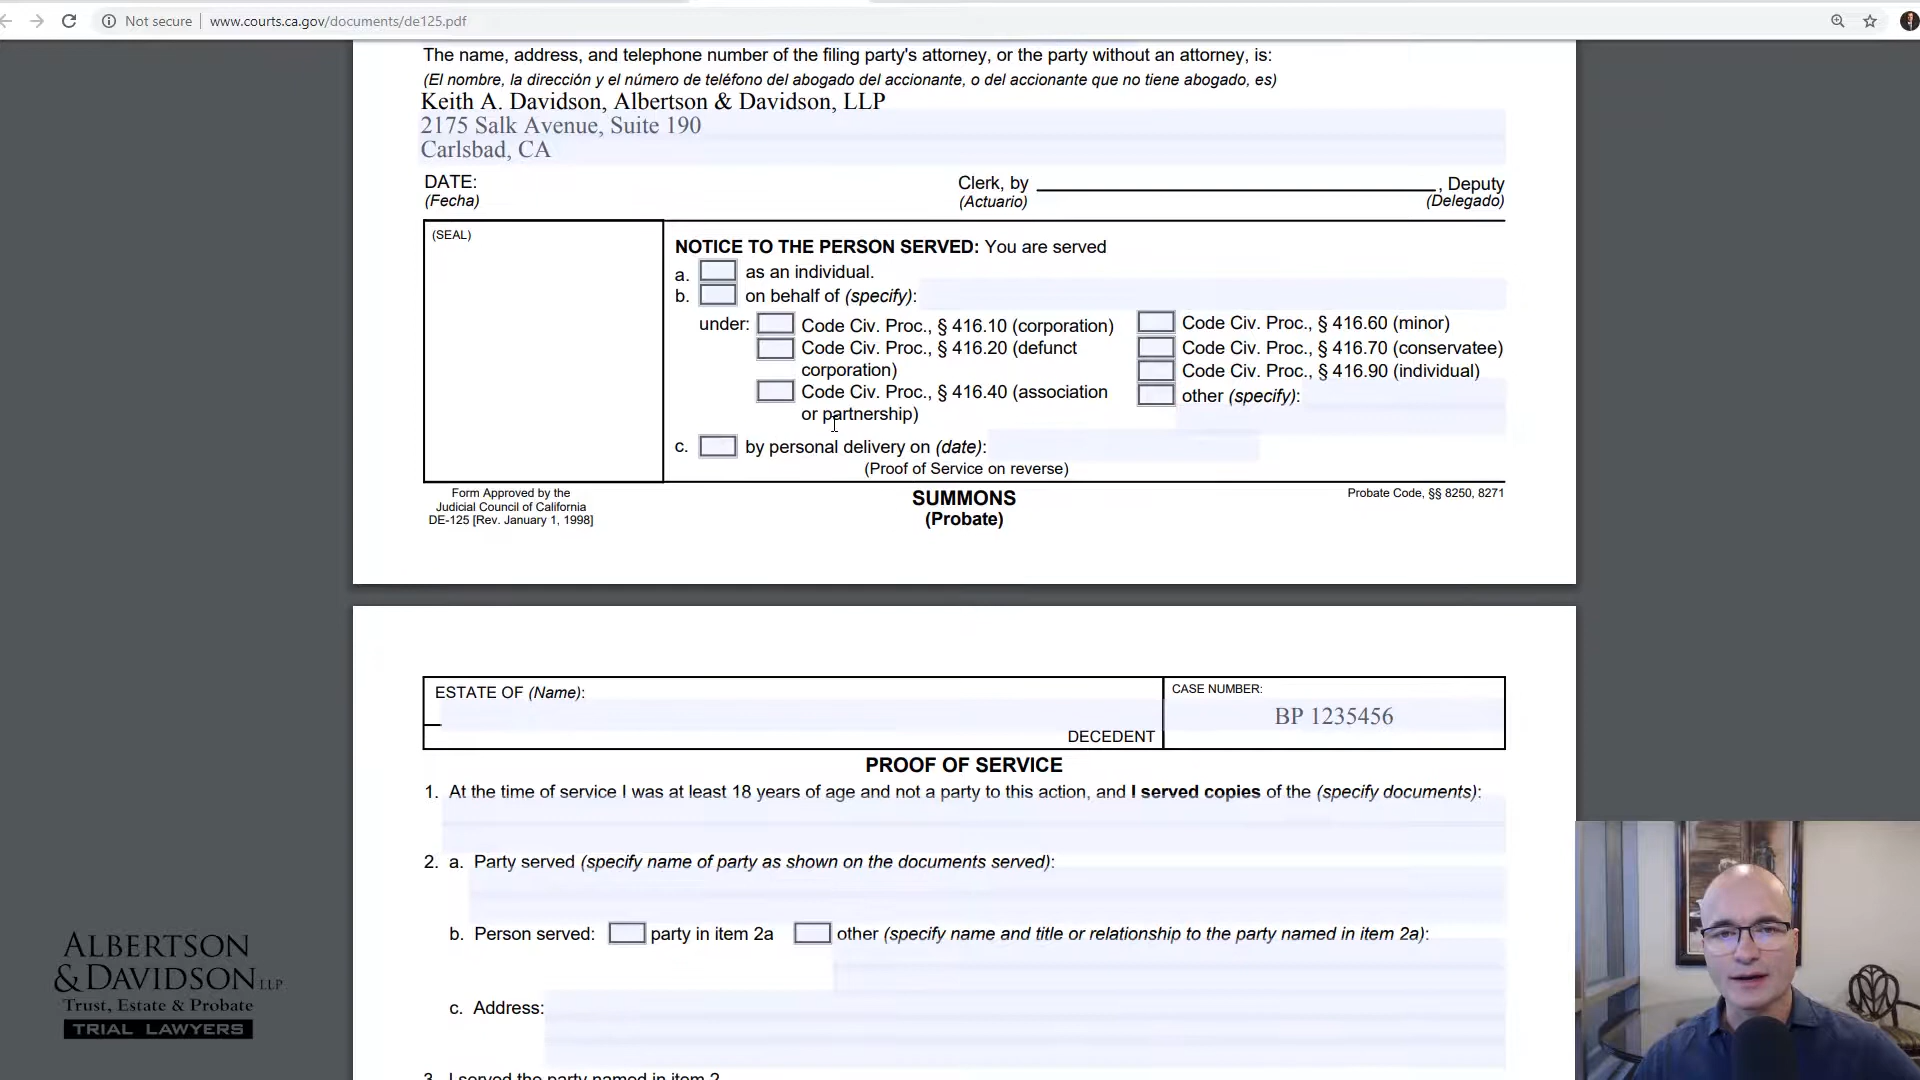 Not secure
www.courts.ca.gov/documents/de125.pdf
The name, address, and telephone number of the filing party's attorney, or the party without an attorney, is:
(El nombre, la dirección y el número de teléfono del abogado del accionante, o del accionante que no tiene abogado, es)
Keith A. Davidson, Albertson & Davidson, LLP
2175 Salk Avenue, Suite 190
Carlsbad, CA
DATE:
(Fecha)
Clerk, by , Deputy
(Actuario) (Delegado)
(SEAL)
NOTICE TO THE PERSON SERVED: You are served
a. as an individual.
b. on behalf of (specify):
under: Code Civ. Proc., § 416.10 (corporation)
Code Civ. Proc., § 416.20 (defunct
corporation)
Code Civ. Proc., § 416.40 (association
or partnership)
Code Civ. Proc., § 416.60 (minor)
Code Civ. Proc., § 416.70 (conservatee)
Code Civ. Proc., § 416.90 (individual)
other (specify):
c. by personal delivery on (date):
(Proof of Service on reverse)
Form Approved by the
Judicial Council of California
DE-125 [Rev. January 1, 1998]
SUMMONS
(Probate)
Probate Code, §§ 8250, 8271
ESTATE OF (Name):
DECEDENT
CASE NUMBER:
BP 1235456
PROOF OF SERVICE
1. At the time of service I was at least 18 years of age and not a party to this action, and I served copies of the (specify documents):
2. a. Party served (specify name of party as shown on the documents served):
b. Person served: party in item 2a other (specify name and title or relationship to the party named in item 2a):
c. Address:
3. I served the party named in item 2
ALBERTSON
& DAVIDSON LLP
Trust, Estate & Probate
TRIAL LAWYERS